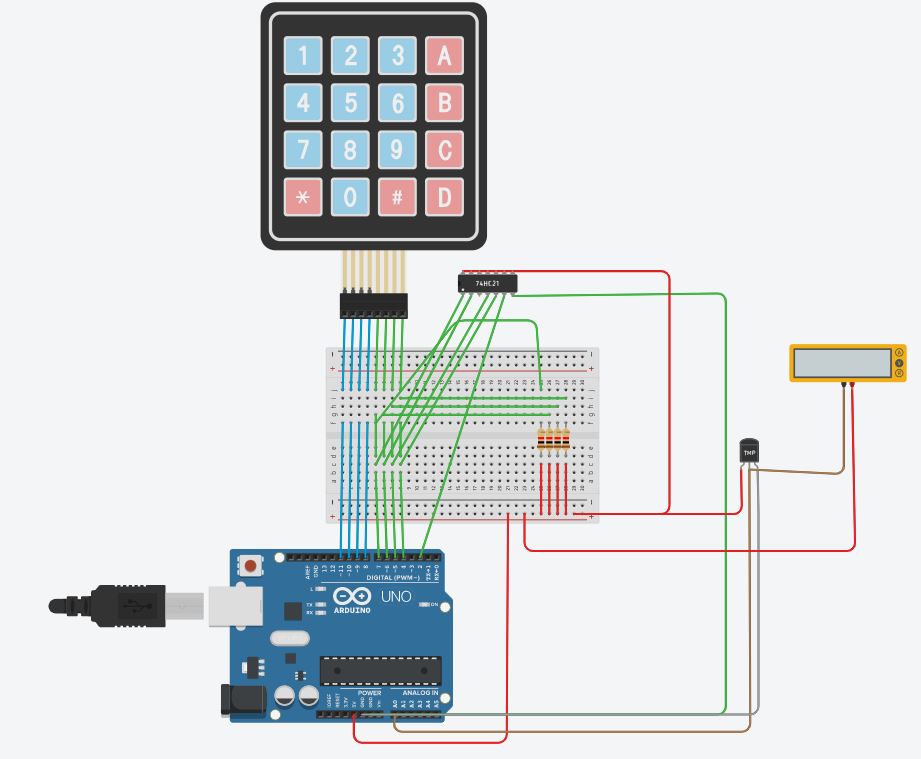 1 2 3 A
4 5 6 B
7 8 9 C
* 0 # D
74HC21
TMP
AREF
GND
13
12
~11
~10
~9
8
7
~6
~5
4
~3
2
TX→1
RX←0
DIGITAL (PWM~)
L
TX
RX
ARDUINO
UNO
ON
IOREF
RESET
3.3V
5V
GND
GND
Vin
POWER
ANALOG IN
A0
A1
A2
A3
A4
A5